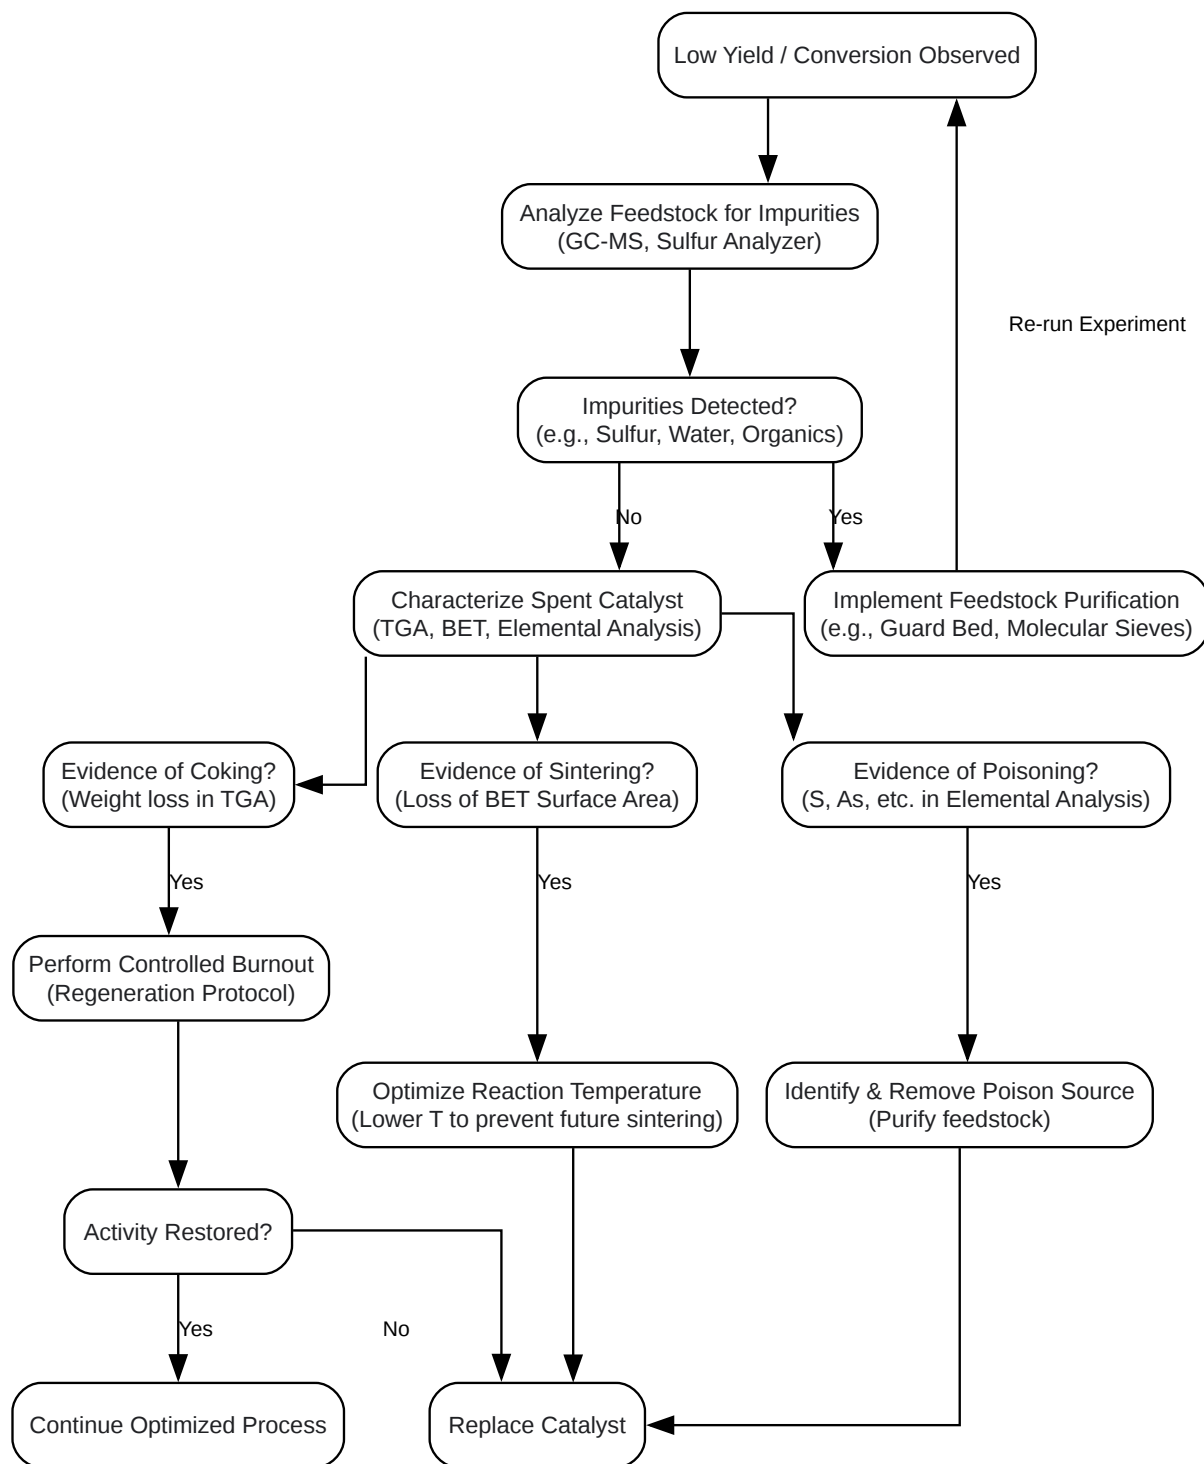 Low Yield / Conversion Observed
Analyze Feedstock for Impurities
(GC-MS, Sulfur Analyzer)
Re-run Experiment
Impurities Detected?
(e.g., Sulfur, Water, Organics)
No
Yes
Characterize Spent Catalyst
(TGA, BET, Elemental Analysis)
Implement Feedstock Purification
(e.g., Guard Bed, Molecular Sieves)
Evidence of Coking?
(Weight loss in TGA)
Evidence of Sintering?
(Loss of BET Surface Area)
Evidence of Poisoning?
(S, As, etc. in Elemental Analysis)
Yes
Yes
Yes
Perform Controlled Burnout
(Regeneration Protocol)
Optimize Reaction Temperature
(Lower T to prevent future sintering)
Identify & Remove Poison Source
(Purify feedstock)
Activity Restored?
Yes
No
Continue Optimized Process
Replace Catalyst